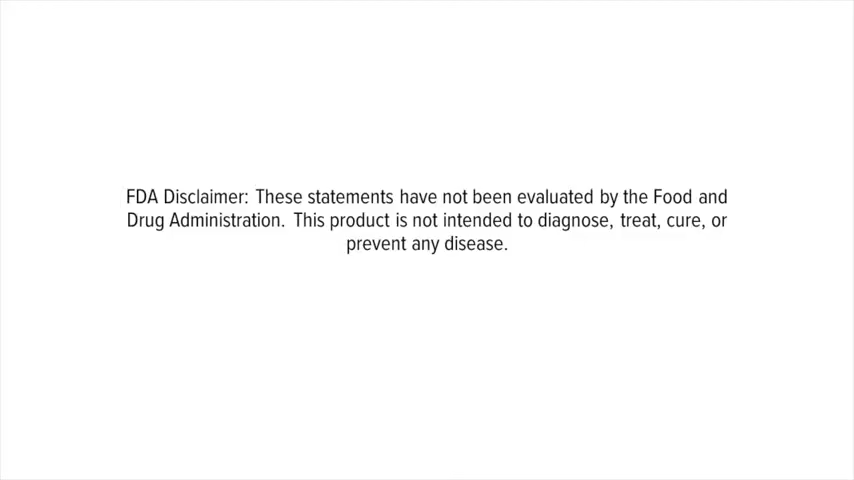 FDA Disclaimer: These statements have not been evaluated by the Food and
Drug Administration. This product is not intended to diagnose, treat, cure, or
prevent any disease.